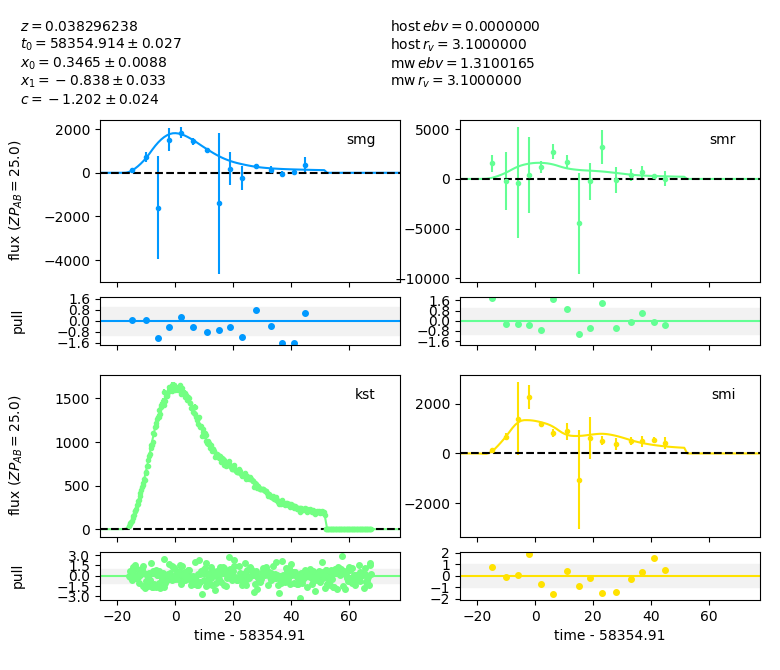 z = 0.038296238
t₀ = 58354.914 ± 0.027
x₀ = 0.3465 ± 0.0088
x₁ = −0.838 ± 0.033
c = −1.202 ± 0.024
host ebv = 0.0000000
host r_v = 3.1000000
mw ebv = 1.3100165
mw r_v = 3.1000000
flux (ZP_AB = 25.0)
2000
0
−2000
−4000
smg
5000
0
−5000
−10000
smr
pull
1.6
0.8
0.0
−0.8
−1.6
1.6
0.8
0.0
−0.8
−1.6
flux (ZP_AB = 25.0)
1500
1000
500
0
kst
2000
0
−2000
smi
pull
3.0
1.5
0.0
−1.5
−3.0
2
1
0
−1
−2
−20 0 20 40 60
−20 0 20 40 60
time - 58354.91
time - 58354.91